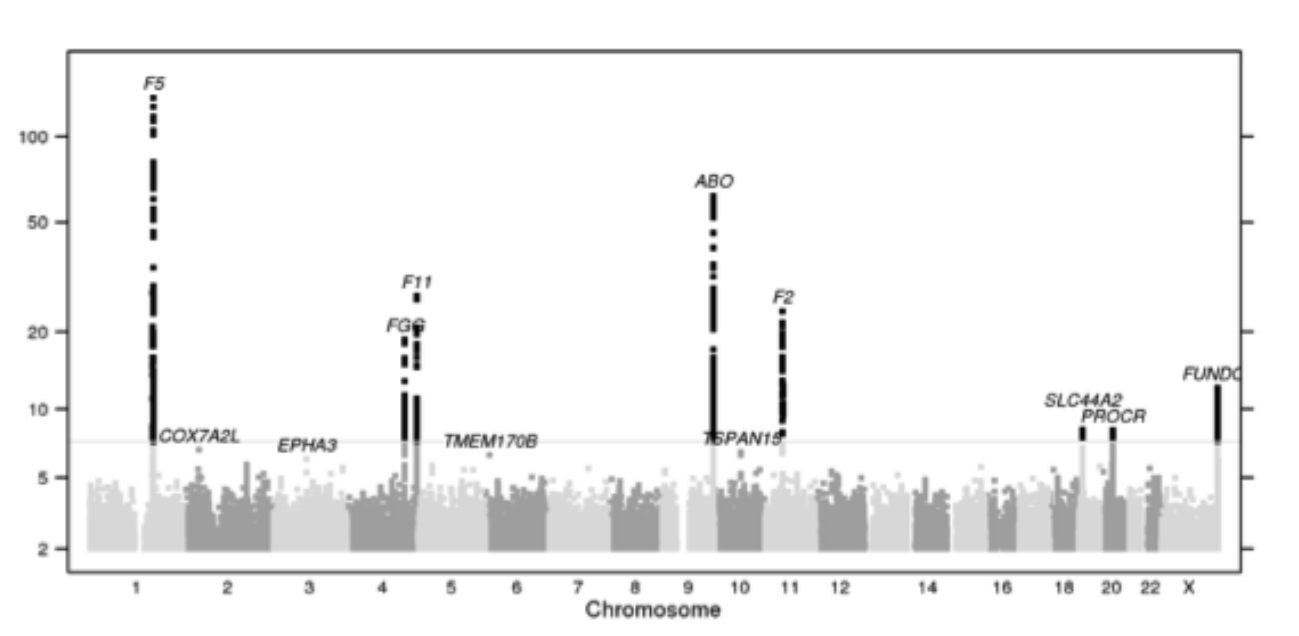 F5
100
ABO
50
F11
F2
FGG
20
FUNDC
SLC44A2
10
PROCR
COX7A2L
EPHA3
TMEM170B
TSPAN15
5
2
1 2 3 4 5 6 7 8 9 10 11 12 14 16 18 20 22 X
Chromosome